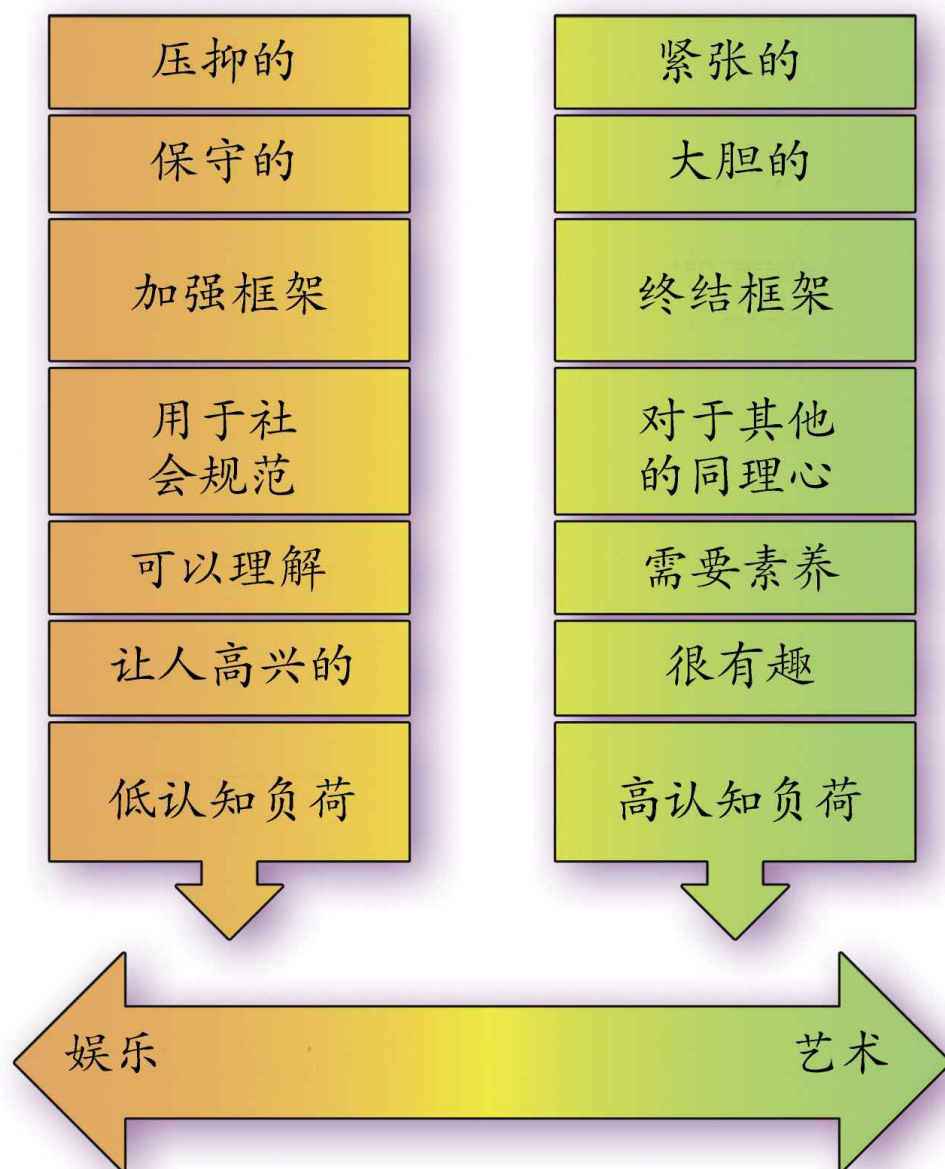 压抑的
保守的
加强框架
用于社
会规范
可以理解
让人高兴的
低认知负荷
紧张的
大胆的
终结框架
对于其他
的同理心
需要素养
很有趣
高认知负荷
娱乐
艺术